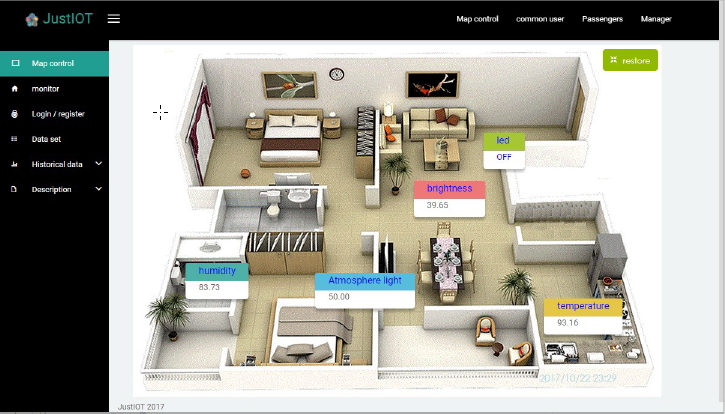 JustIOT
Map control common user Passengers Manager
Map control
monitor
Login / register
Data set
Historical data
Description
restore
led
OFF
brightness
39.65
humidity
83.73
Atmosphere light
50.00
temperature
93.16
2017/10/22 23:29
JustIOT 2017